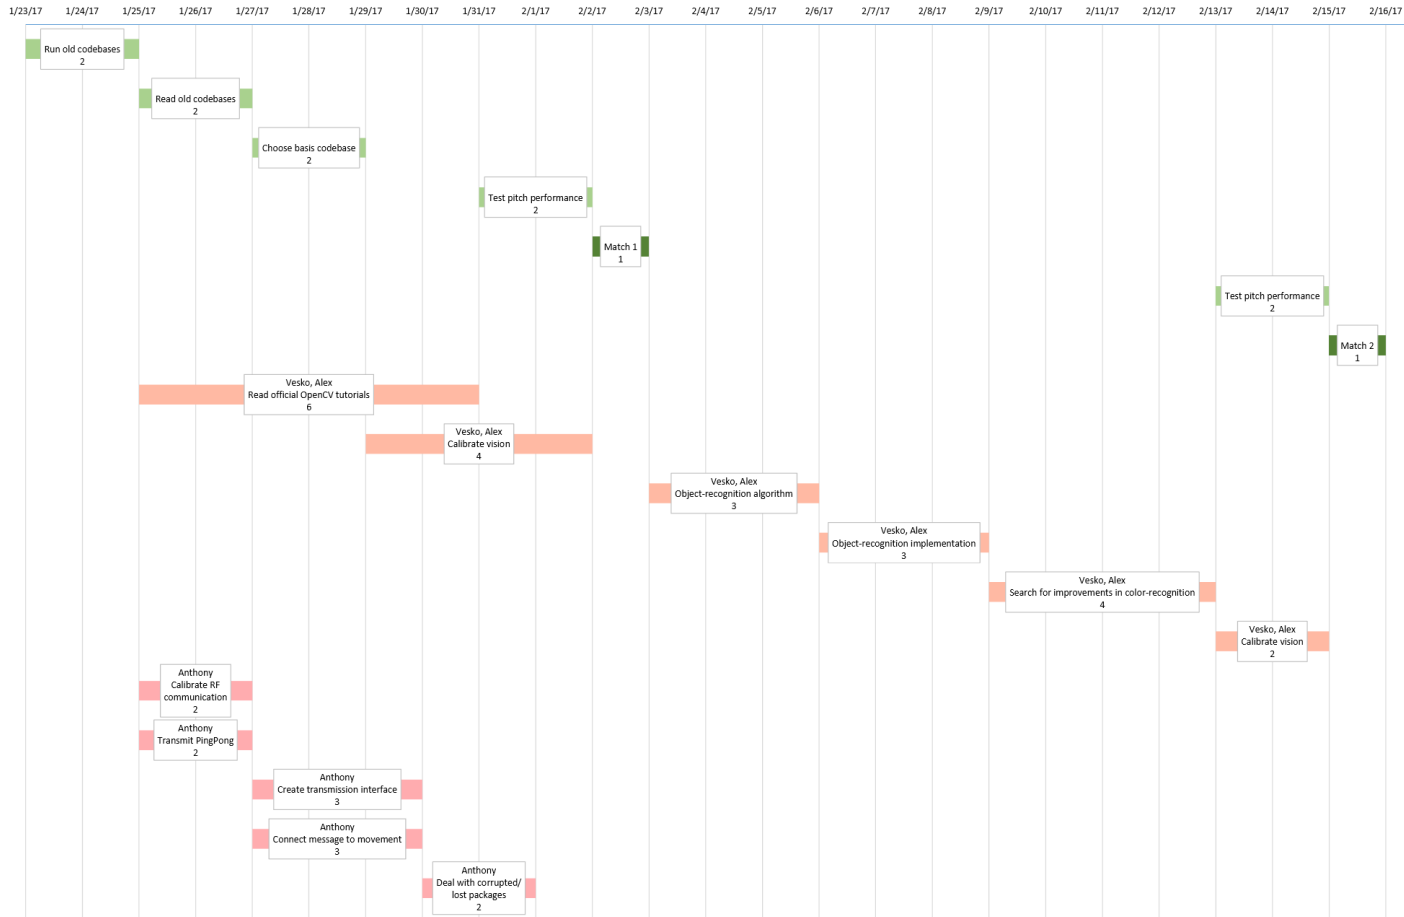 1/23/17 1/24/17 1/25/17 1/26/17 1/27/17 1/28/17 1/29/17 1/30/17 1/31/17 2/1/17 2/2/17 2/3/17 2/4/17 2/5/17 2/6/17 2/7/17 2/8/17 2/9/17 2/10/17 2/11/17 2/12/17 2/13/17 2/14/17 2/15/17 2/16/17
Run old codebases
2
Read old codebases
2
Choose basis codebase
2
Test pitch performance
2
Match 1
1
Test pitch performance
2
Match 2
1
Vesko, Alex
Read official OpenCV tutorials
6
Vesko, Alex
Calibrate vision
4
Vesko, Alex
Object-recognition algorithm
3
Vesko, Alex
Object-recognition implementation
3
Vesko, Alex
Search for improvements in color-recognition
4
Vesko, Alex
Calibrate vision
2
Anthony
Calibrate RF
communication
2
Anthony
Transmit PingPong
2
Anthony
Create transmission interface
3
Anthony
Connect message to movement
3
Anthony
Deal with corrupted/
lost packages
2